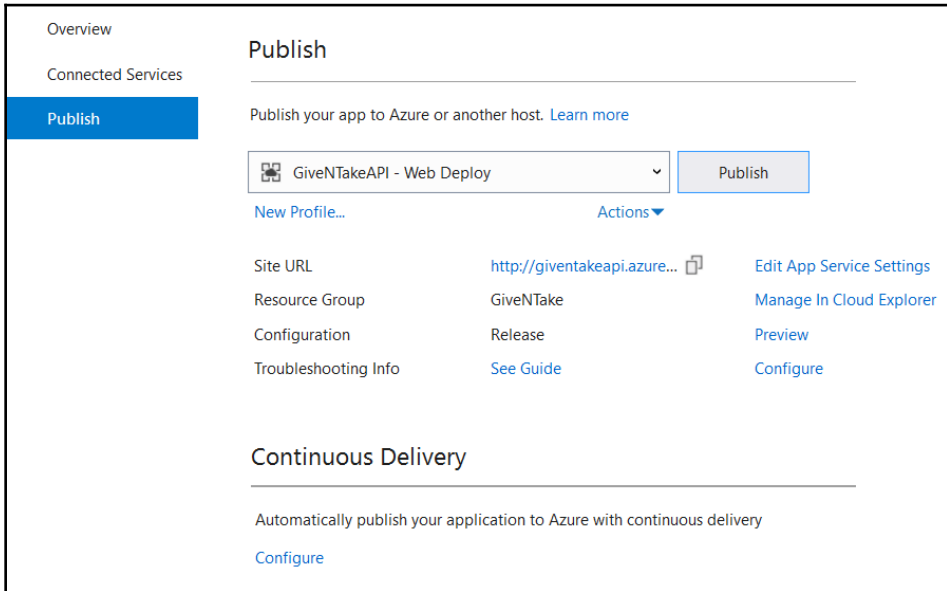 Overview
Connected Services
Publish
Publish
Publish your app to Azure or another host. Learn more
GiveNTakeAPI - Web Deploy
Publish
New Profile...
Actions
Site URL http://giventakeapi.azure... Edit App Service Settings
Resource Group GiveNTake Manage In Cloud Explorer
Configuration Release Preview
Troubleshooting Info See Guide Configure
Continuous Delivery
Automatically publish your application to Azure with continuous delivery
Configure